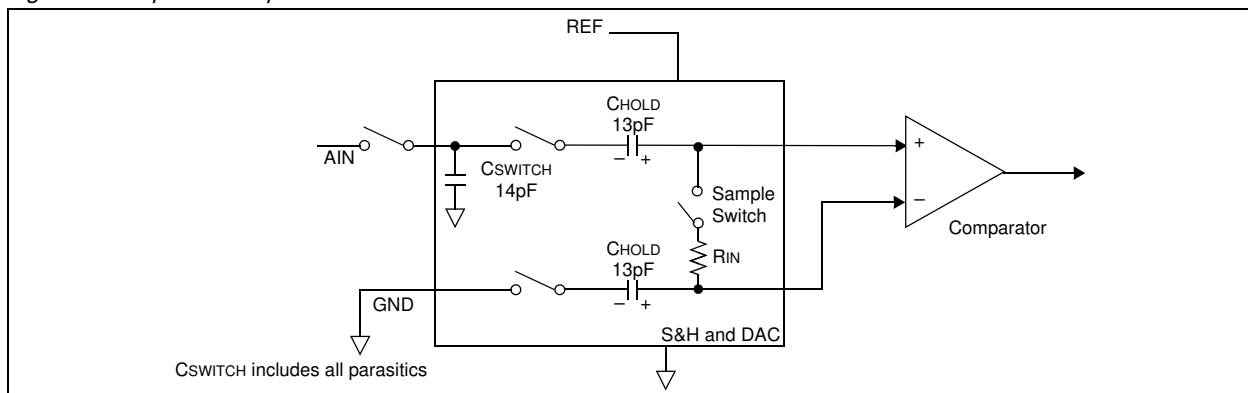 REF
CHOLD
13pF
AIN
CSWITCH
14pF
–
+
+
–
Sample
Switch
Comparator
CHOLD
13pF
RIN
–
+
GND
S&H and DAC
CSWITCH includes all parasitics